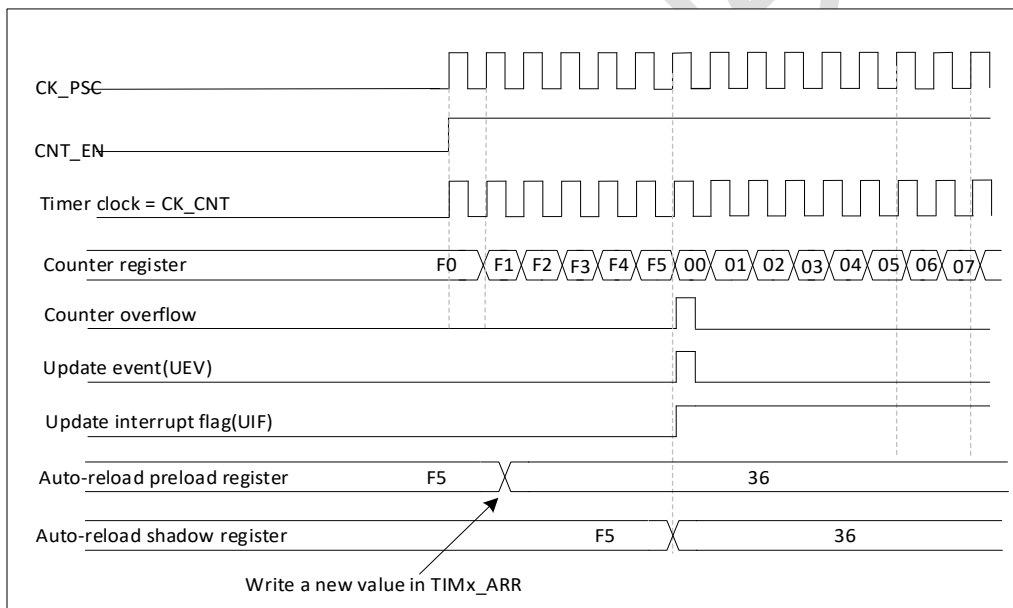 CK_PSC
CNT_EN
Timer clock = CK_CNT
Counter register F0 F1 F2 F3 F4 F5 00 01 02 03 04 05 06 07
Counter overflow
Update event(UEV)
Update interrupt flag(UIF)
Auto-reload preload register F5 36
Auto-reload shadow register F5 36
Write a new value in TIMx_ARR